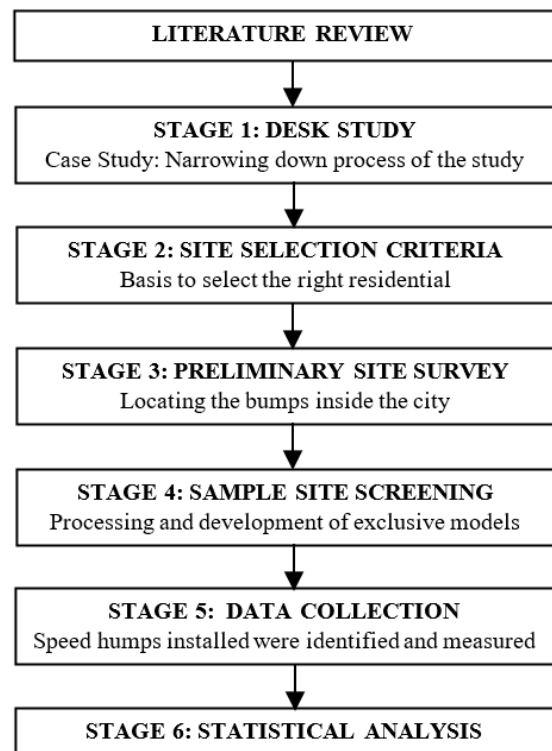 LITERATURE REVIEW
STAGE 1: DESK STUDY
Case Study: Narrowing down process of the study
STAGE 2: SITE SELECTION CRITERIA
Basis to select the right residential
STAGE 3: PRELIMINARY SITE SURVEY
Locating the bumps inside the city
STAGE 4: SAMPLE SITE SCREENING
Processing and development of exclusive models
STAGE 5: DATA COLLECTION
Speed humps installed were identified and measured
STAGE 6: STATISTICAL ANALYSIS